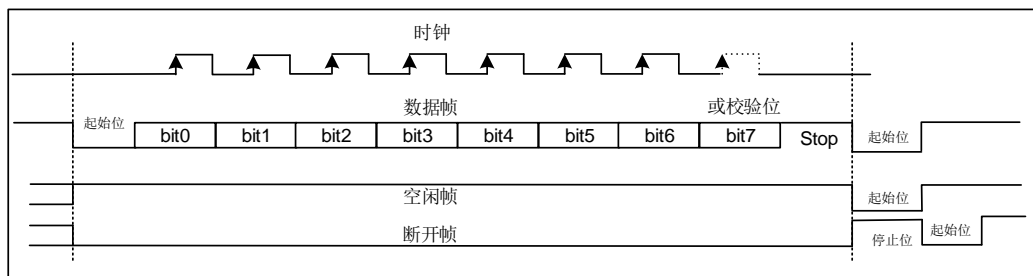 时钟
数据帧
或校验位
起始位 bit0 bit1 bit2 bit3 bit4 bit5 bit6 bit7 Stop 起始位
空闲帧
起始位
断开帧
停止位 起始位